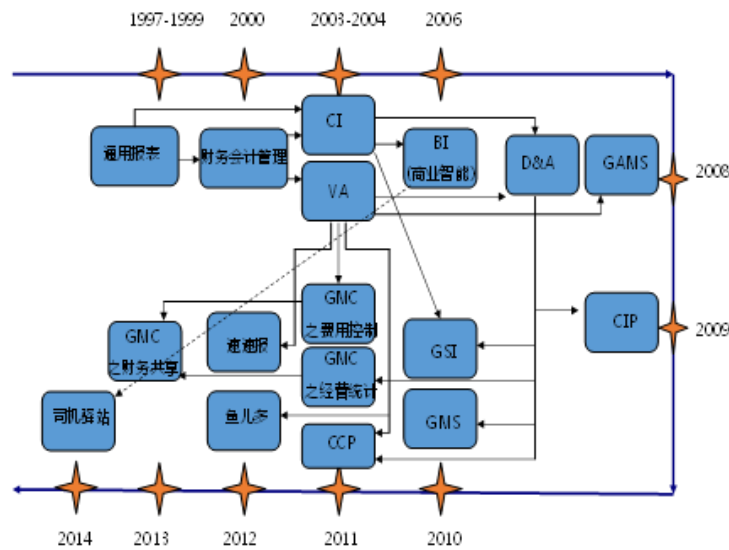 1997-1999
2000
2003-2004
2006
通用报表
财务会计管理
CI
BI
(商业智能)
D&A
GAMS
2008
VA
GMC
之费用控制
CIP
2009
GMC
之财务共享
速速报
GSI
GMC
之经营统计
司机驿站
鱼儿多
CCP
GMS
2014
2013
2012
2011
2010